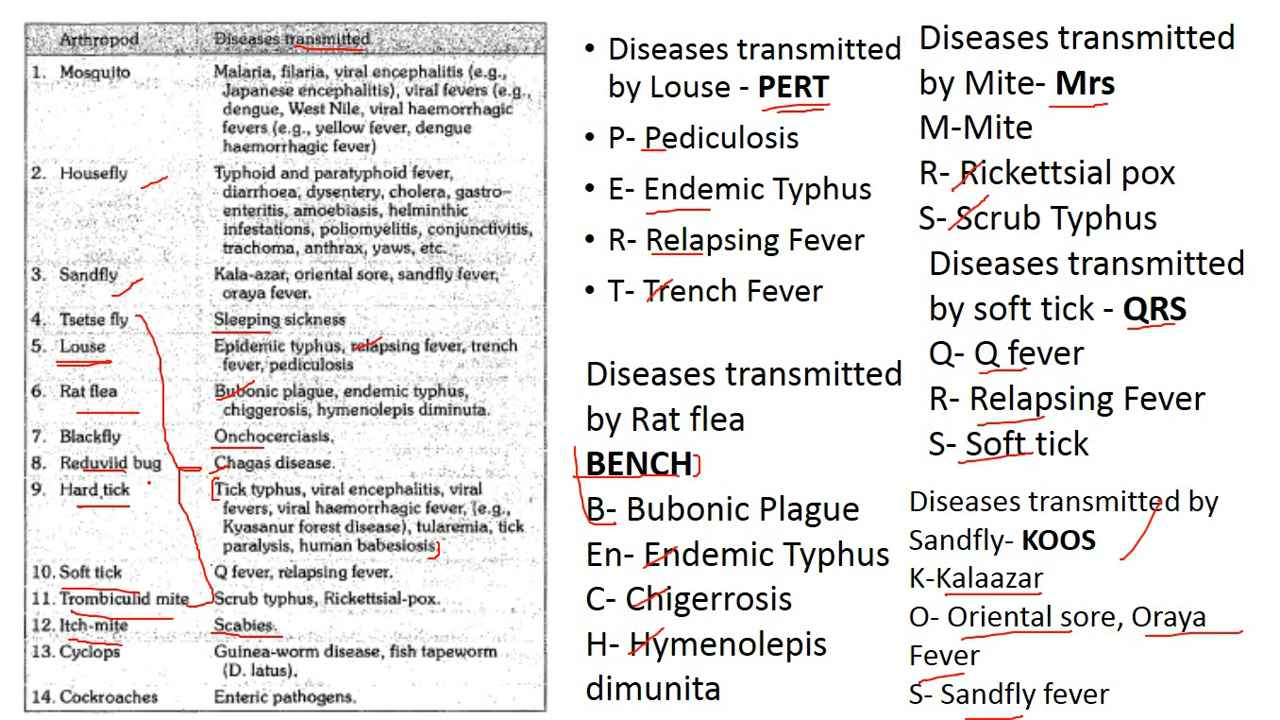 Arthropod Diseases transmitted
1. Mosquito Malaria, filaria, viral encephalitis (e.g.,
Japanese encephalitis), viral fevers (e.g.,
dengue, West Nile, viral haemorrhagic
fevers (e.g., yellow fever, dengue
haemorrhagic fever)
2. Housefly Typhoid and paratyphoid fever,
diarrhoea, dysentery, cholera, gastro-
enteritis, amoebiasis, helminthic
infestations, poliomyelitis, conjunctivitis,
trachoma, anthrax, yaws, etc.
3. Sandfly Kala-azar, oriental sore, sandfly fever,
oraya fever.
4. Tsetse fly Sleeping sickness
5. Louse Epidemic typhus, relapsing fever, trench
fever, pediculosis
6. Rat flea Bubonic plague, endemic typhus,
chiggerosis, hymenolepis diminuta.
7. Blackfly Onchocerciasis.
8. Reduviid bug Chagas disease.
9. Hard tick Tick typhus, viral encephalitis, viral
fevers, viral haemorrhagic fever, (e.g.,
Kyasanur forest disease), tularemia, tick
paralysis, human babesiosis
10. Soft tick Q fever, relapsing fever.
11. Trombiculid mite Scrub typhus, Rickettsial-pox.
12. Itch-mite Scabies.
13. Cyclops Guinea-worm disease, fish tapeworm
(D. latus).
14. Cockroaches Enteric pathogens.
• Diseases transmitted
by Louse - PERT
• P- Pediculosis
• E- Endemic Typhus
• R- Relapsing Fever
• T- Trench Fever
Diseases transmitted
by Rat flea
BENCH
B- Bubonic Plague
En- Endemic Typhus
C- Chigerrosis
H- Hymenolepis
dimunita
Diseases transmitted
by Mite- Mrs
M-Mite
R- Rickettsial pox
S- Scrub Typhus
Diseases transmitted
by soft tick - QRS
Q- Q fever
R- Relapsing Fever
S- Soft tick
Diseases transmitted by
Sandfly- KOOS
K-Kalaazar
O- Oriental sore, Oraya
Fever
S- Sandfly fever